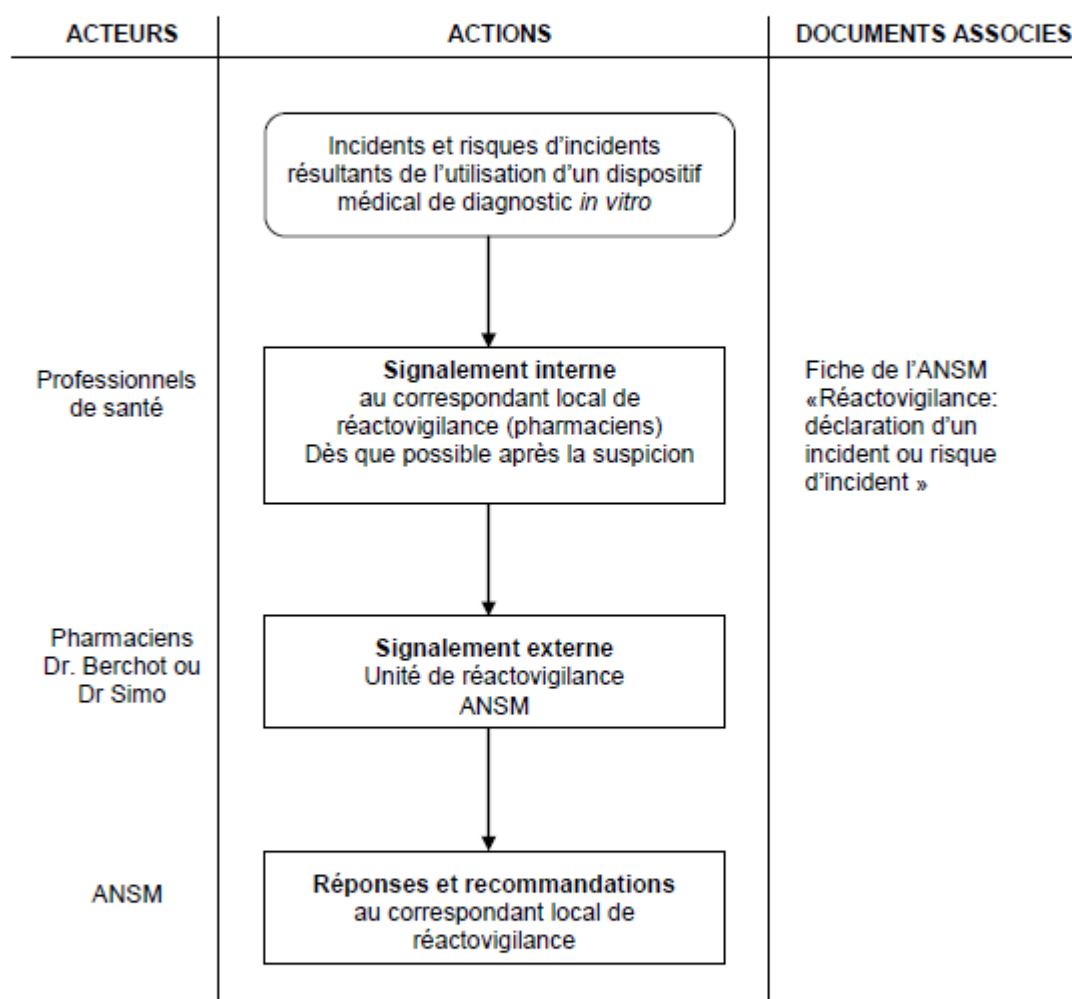 ACTEURS
ACTIONS
DOCUMENTS ASSOCIES
Incidents et risques d'incidents
résultants de l'utilisation d'un dispositif
médical de diagnostic in vitro
Professionnels
de santé
Signalement interne
au correspondant local de
réactovigilance (pharmaciens)
Dès que possible après la suspicion
Fiche de l'ANSM
«Réactovigilance:
déclaration d'un
incident ou risque
d'incident »
Pharmaciens
Dr. Berchot ou
Dr Simo
Signalement externe
Unité de réactovigilance
ANSM
ANSM
Réponses et recommandations
au correspondant local de
réactovigilance